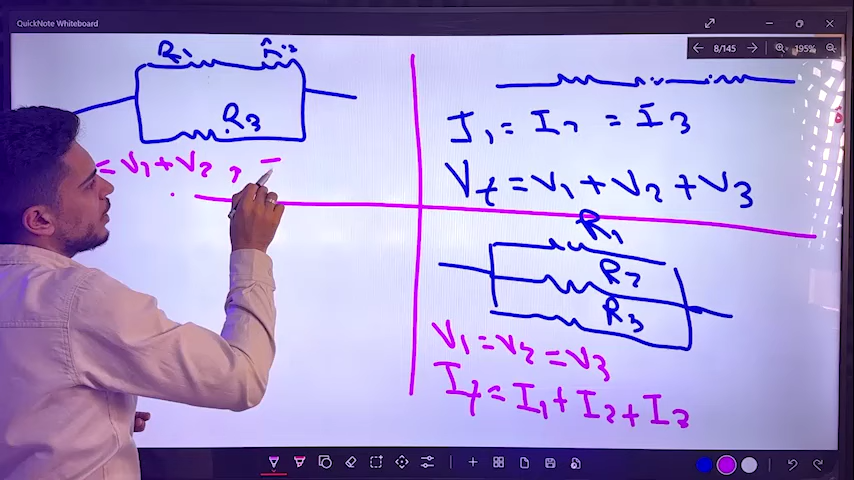 QuickNote Whiteboard
8/145
195%
R1
R2
R3
= V1 + V2 ,
I1 = I2 = I3
Vt = V1 + V2 + V3
R1
R2
R3
V1 = V2 = V3
It = I1 + I2 + I3